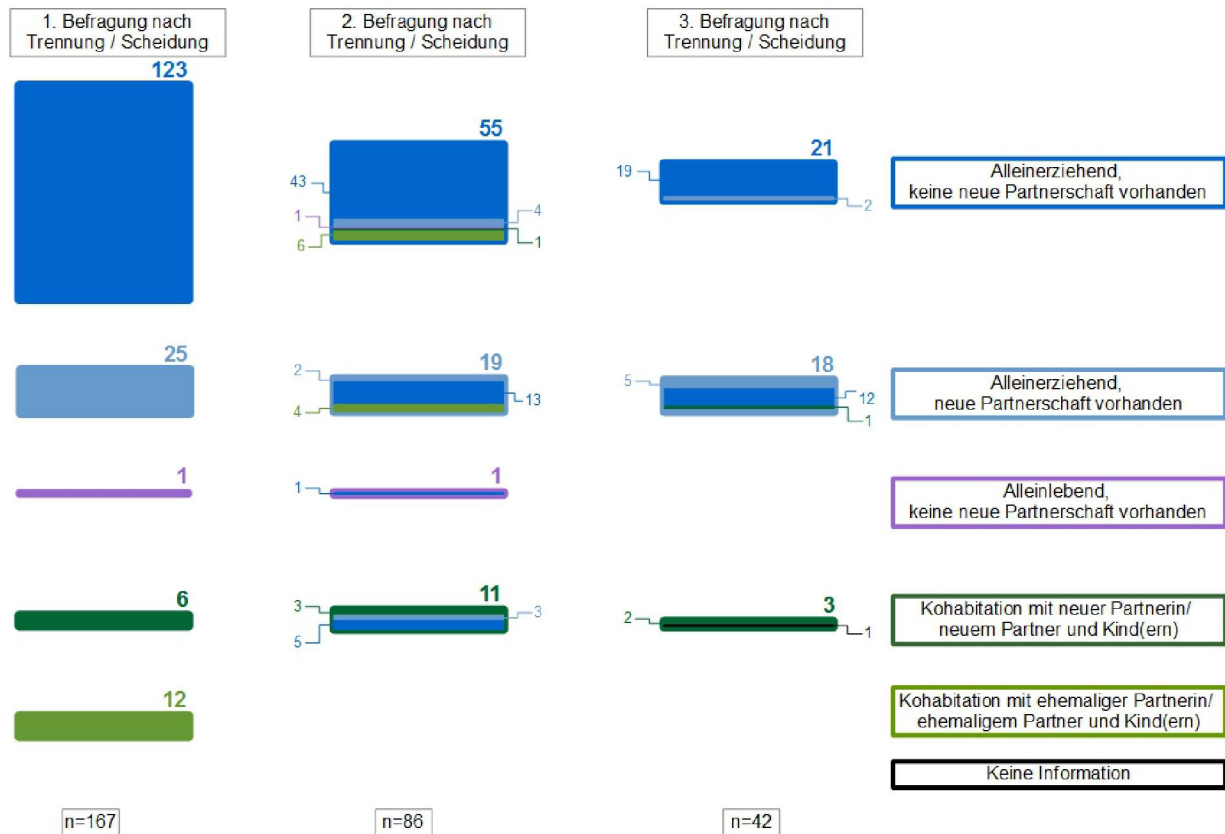 1. Befragung nach
Trennung / Scheidung
2. Befragung nach
Trennung / Scheidung
3. Befragung nach
Trennung / Scheidung
123
55
43
4
1
1
6
21
19
2
Alleinerziehend,
keine neue Partnerschaft vorhanden
25
19
2
13
4
18
5
12
1
Alleinerziehend,
neue Partnerschaft vorhanden
1
1
1
Alleinlebend,
keine neue Partnerschaft vorhanden
6
11
3
3
5
3
2
1
Kohabitation mit neuer Partnerin/
neuem Partner und Kind(ern)
12
Kohabitation mit ehemaliger Partnerin/
ehemaligem Partner und Kind(ern)
Keine Information
n=167
n=86
n=42